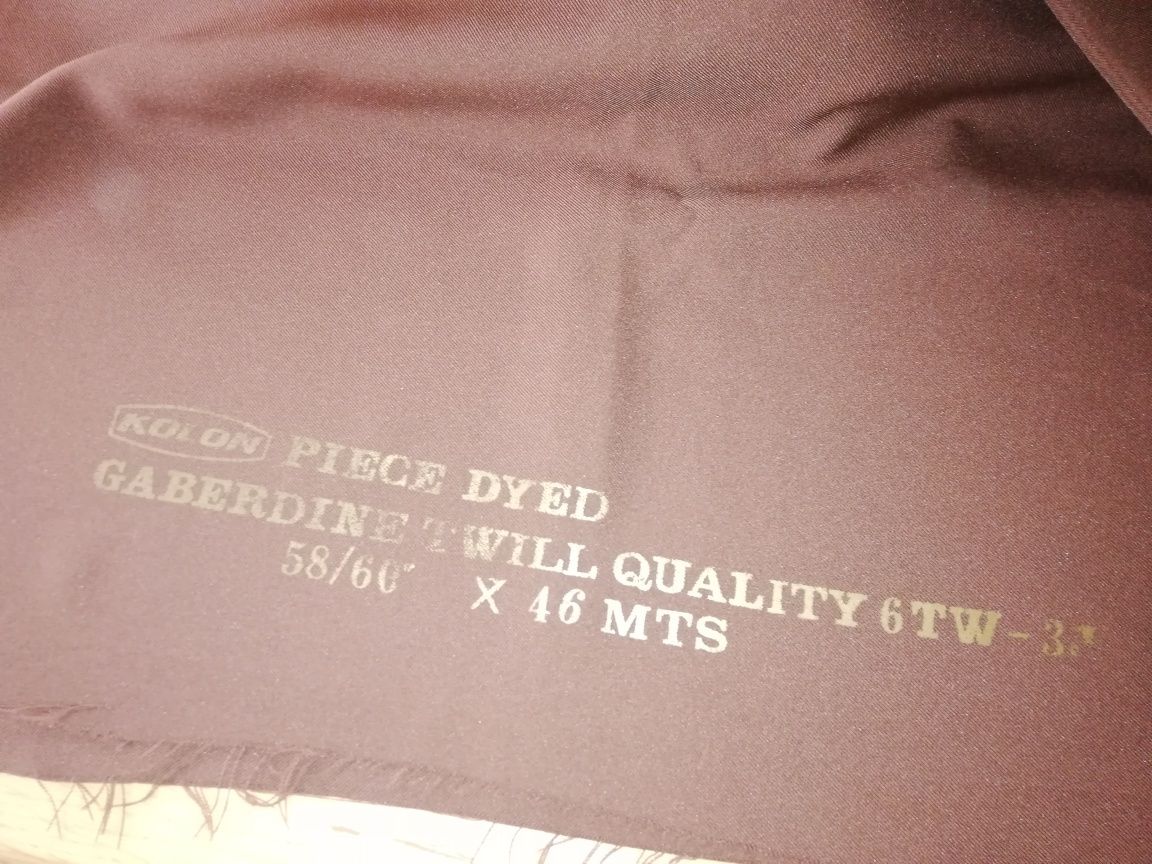 KOLON PIECE DYED
GABERDINE TWILL QUALITY 6TW-3
58/60" X 46 MTS